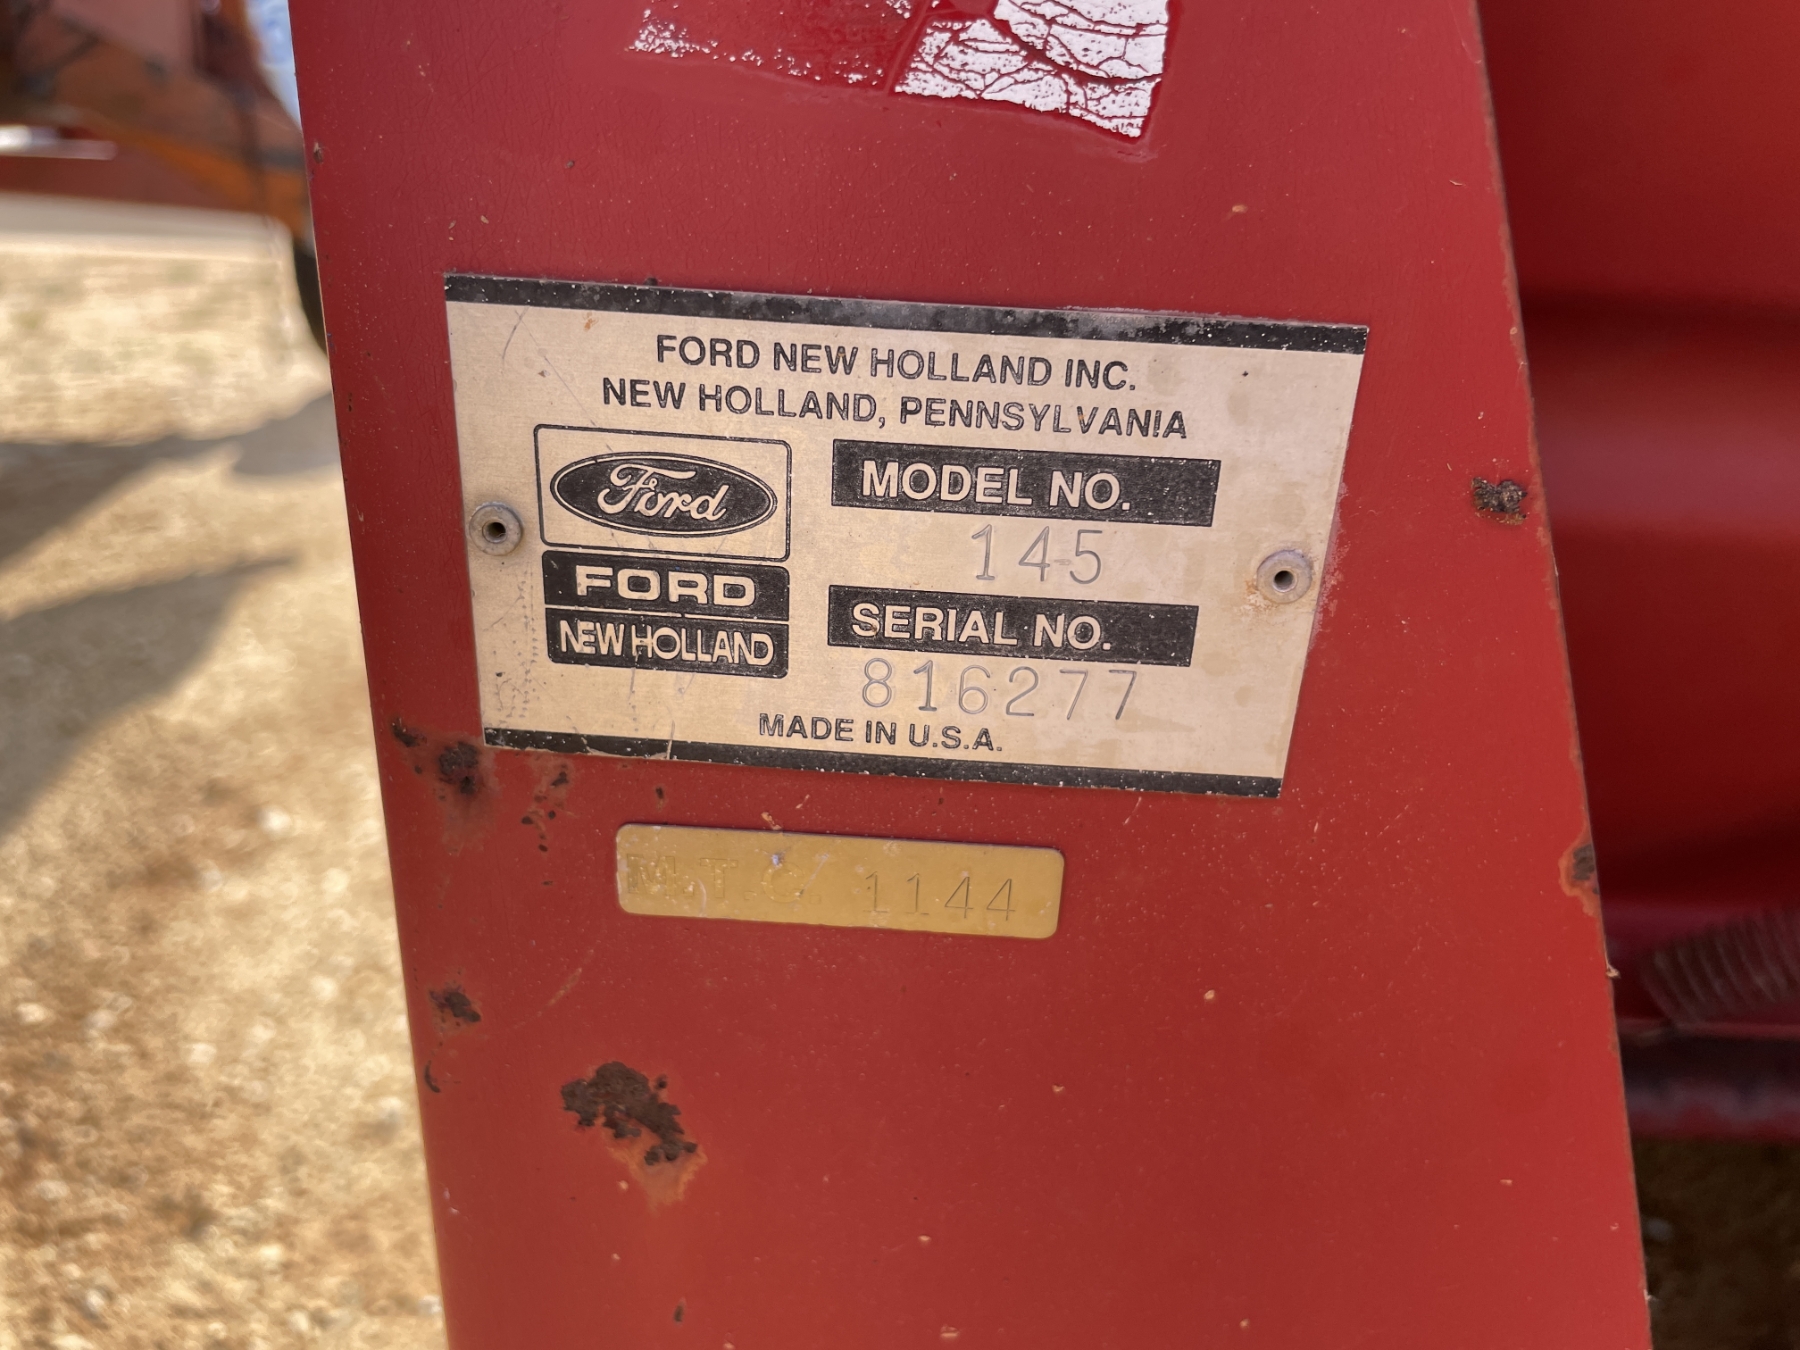 FORD NEW HOLLAND INC.
NEW HOLLAND, PENNSYLVANIA
Ford
FORD
NEW HOLLAND
MODEL NO.
145
SERIAL NO.
816277
MADE IN U.S.A.
M.T.C. 1144